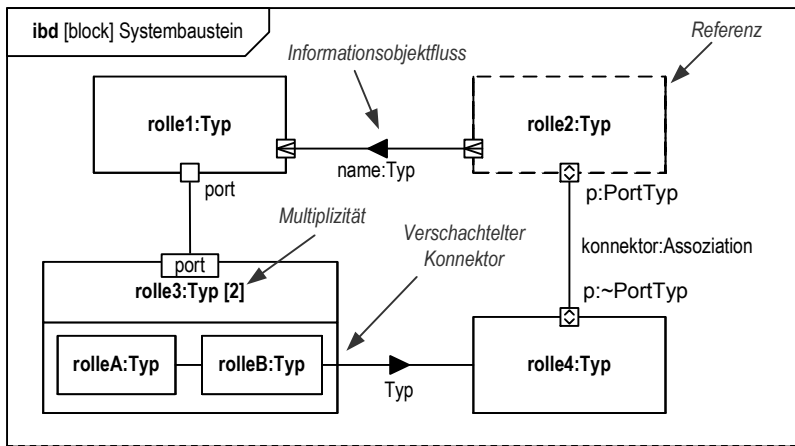 ibd [block] Systembaustein
Referenz
Informationsobjektfluss
rolle1:Typ
rolle2:Typ
name:Typ
port
p:PortTyp
Multiplizität
Verschachtelter
Konnektor
konnektor:Assoziation
port
rolle3:Typ [2]
p:~PortTyp
rolleA:Typ
rolleB:Typ
Typ
rolle4:Typ